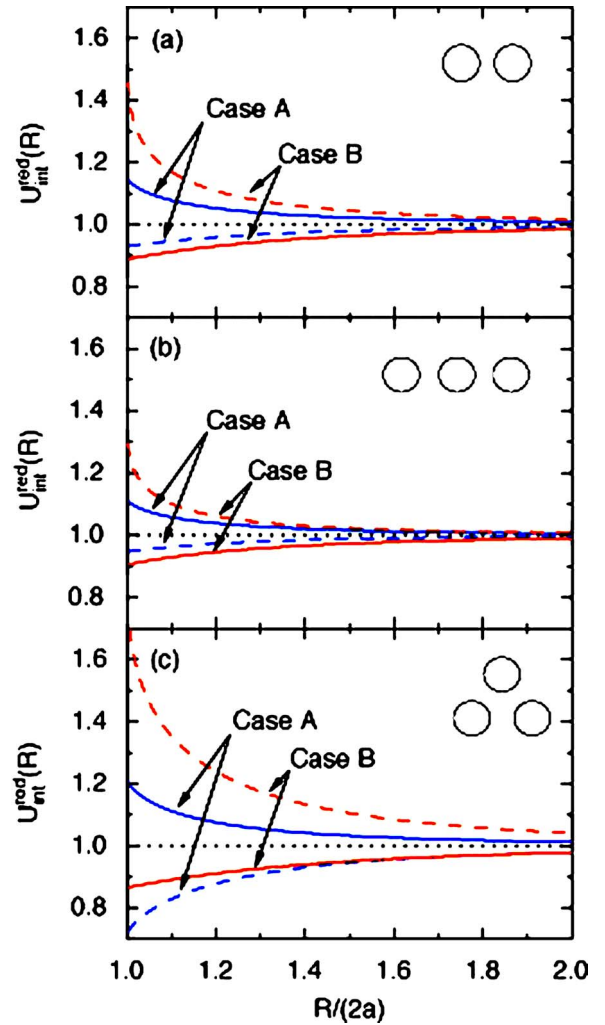 (a)
1.6
1.4
1.2
1.0
0.8
U_int^red(R)
Case A
Case B
(b)
1.6
1.4
1.2
1.0
0.8
U_int^red(R)
Case A
Case B
(c)
1.6
1.4
1.2
1.0
0.8
U_int^red(R)
Case A
Case B
1.0 1.2 1.4 1.6 1.8 2.0
R/(2a)